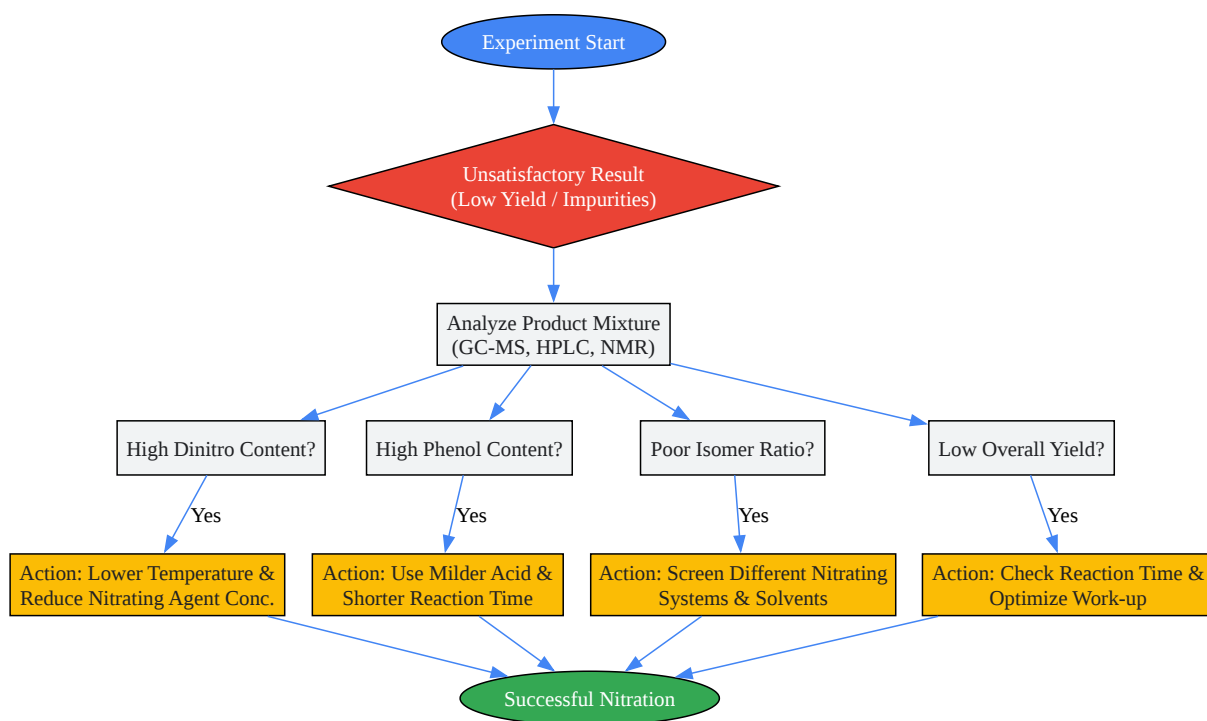 Experiment Start
Unsatisfactory Result
(Low Yield / Impurities)
Analyze Product Mixture
(GC-MS, HPLC, NMR)
High Dinitro Content?
High Phenol Content?
Poor Isomer Ratio?
Low Overall Yield?
Yes
Yes
Yes
Yes
Action: Lower Temperature &
Reduce Nitrating Agent Conc.
Action: Use Milder Acid &
Shorter Reaction Time
Action: Screen Different Nitrating
Systems & Solvents
Action: Check Reaction Time &
Optimize Work-up
Successful Nitration